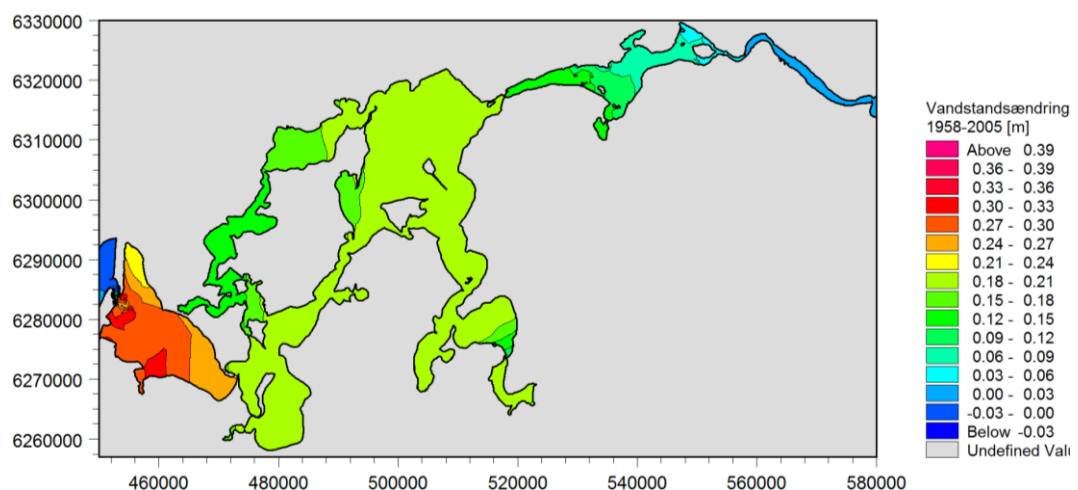 6330000
6320000
6310000
6300000
6290000
6280000
6270000
6260000
460000 480000 500000 520000 540000 560000 580000
Vandstandsændring
1958-2005 [m]
Above 0.39
0.36 - 0.39
0.33 - 0.36
0.30 - 0.33
0.27 - 0.30
0.24 - 0.27
0.21 - 0.24
0.18 - 0.21
0.15 - 0.18
0.12 - 0.15
0.09 - 0.12
0.06 - 0.09
0.03 - 0.06
0.00 - 0.03
-0.03 - 0.00
Below -0.03
Undefined Valu